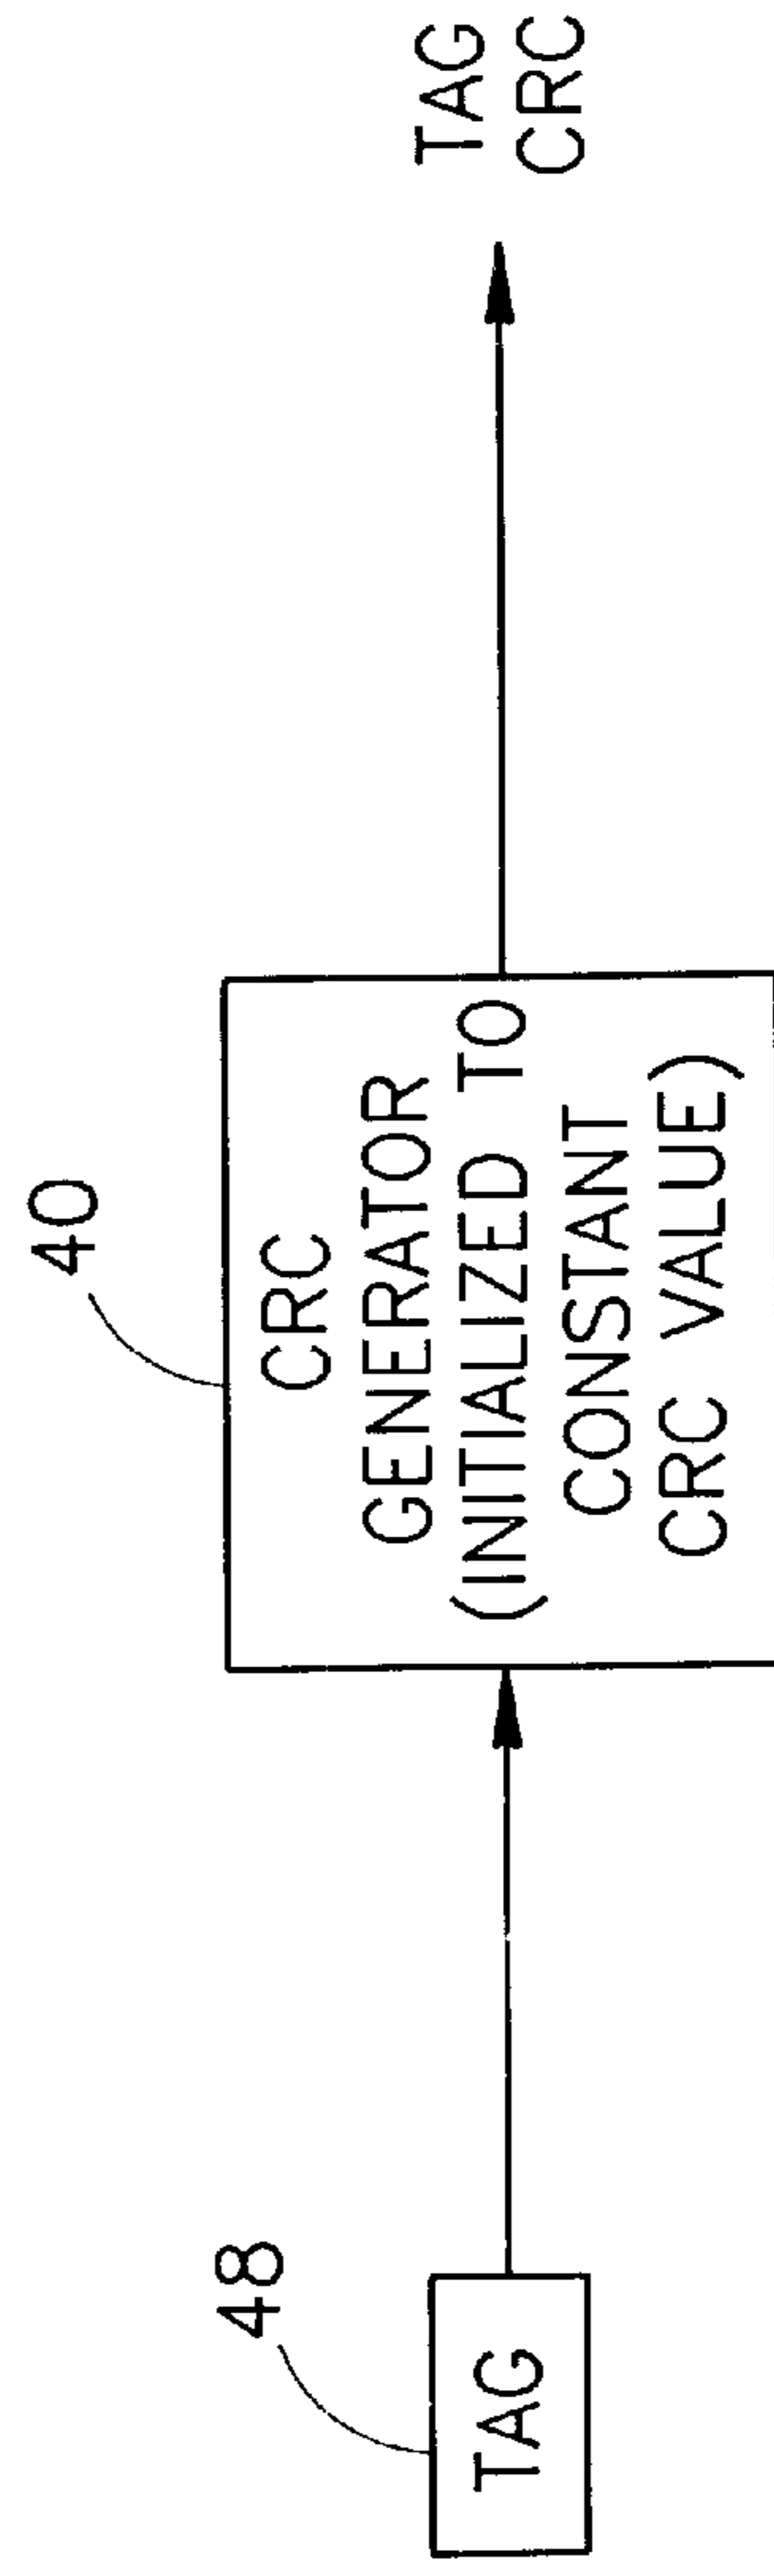 48
TAG
40
CRC
GENERATOR
(INITIALIZED TO
CONSTANT
CRC VALUE)
TAG
CRC